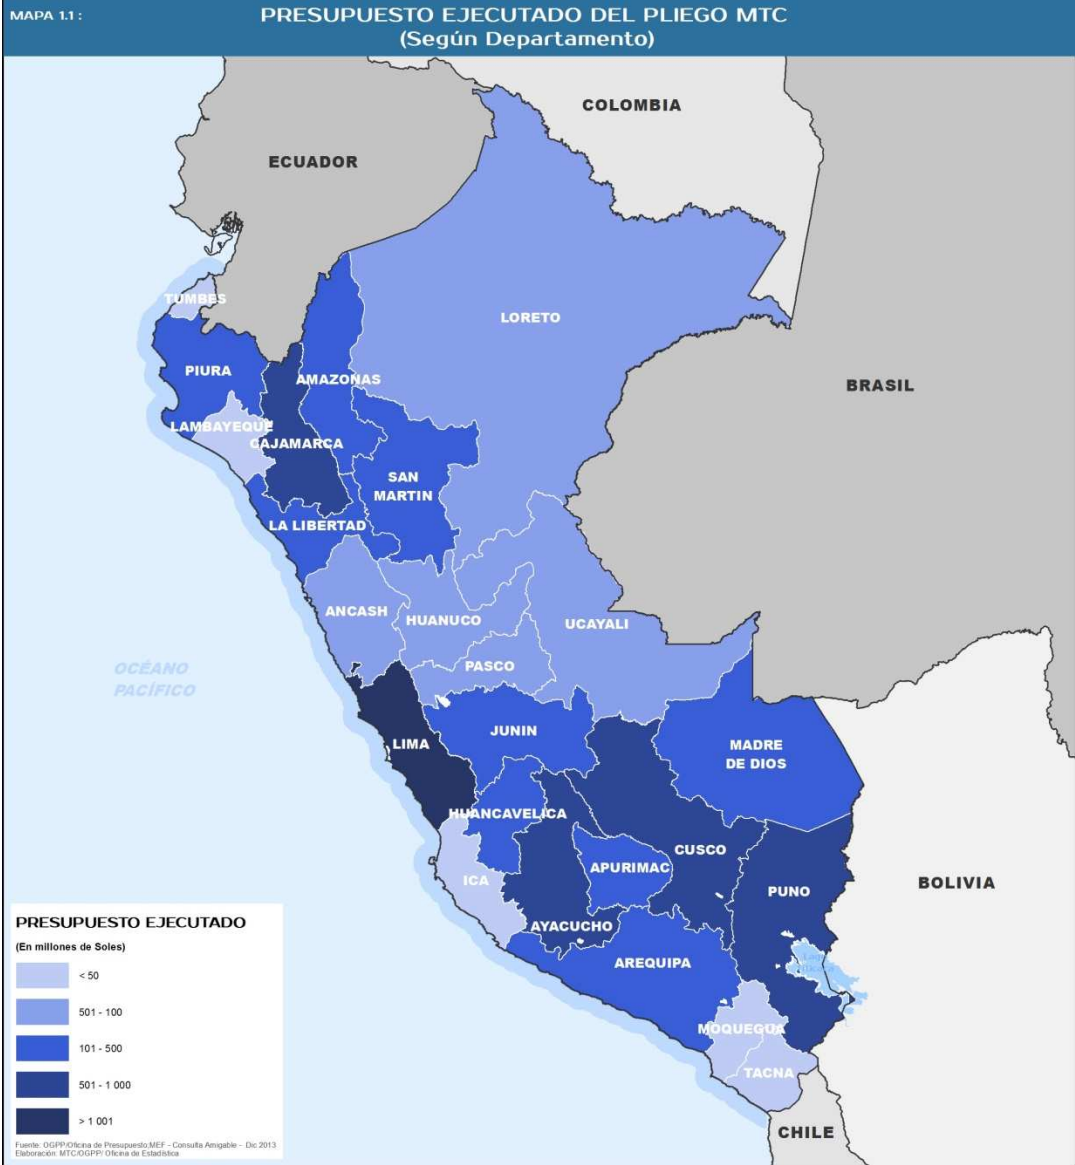 MAPA 1.1 :
PRESUPUESTO EJECUTADO DEL PLIEGO MTC
(Según Departamento)
COLOMBIA
ECUADOR
TUMBES
LORETO
PIURA
AMAZONAS
BRASIL
LAMBAYEQUE
CAJAMARCA
SAN
MARTIN
LA LIBERTAD
ANCASH
HUANUCO
UCAYALI
PASCO
OCÉANO
PACÍFICO
JUNIN
LIMA
MADRE
DE DIOS
HUANCAVELICA
CUSCO
APURIMAC
ICA
PUNO
BOLIVIA
AYACUCHO
AREQUIPA
Lago
MOQUEGUA
TACNA
CHILE
PRESUPUESTO EJECUTADO
(En millones de Soles)
< 50
501 - 100
101 - 500
501 - 1 000
> 1 001
Fuente: OGPP/Oficina de Presupuesto;MEF - Consulta Amigable - Dic 2013
Elaboración: MTC/OGPP/ Oficina de Estadística